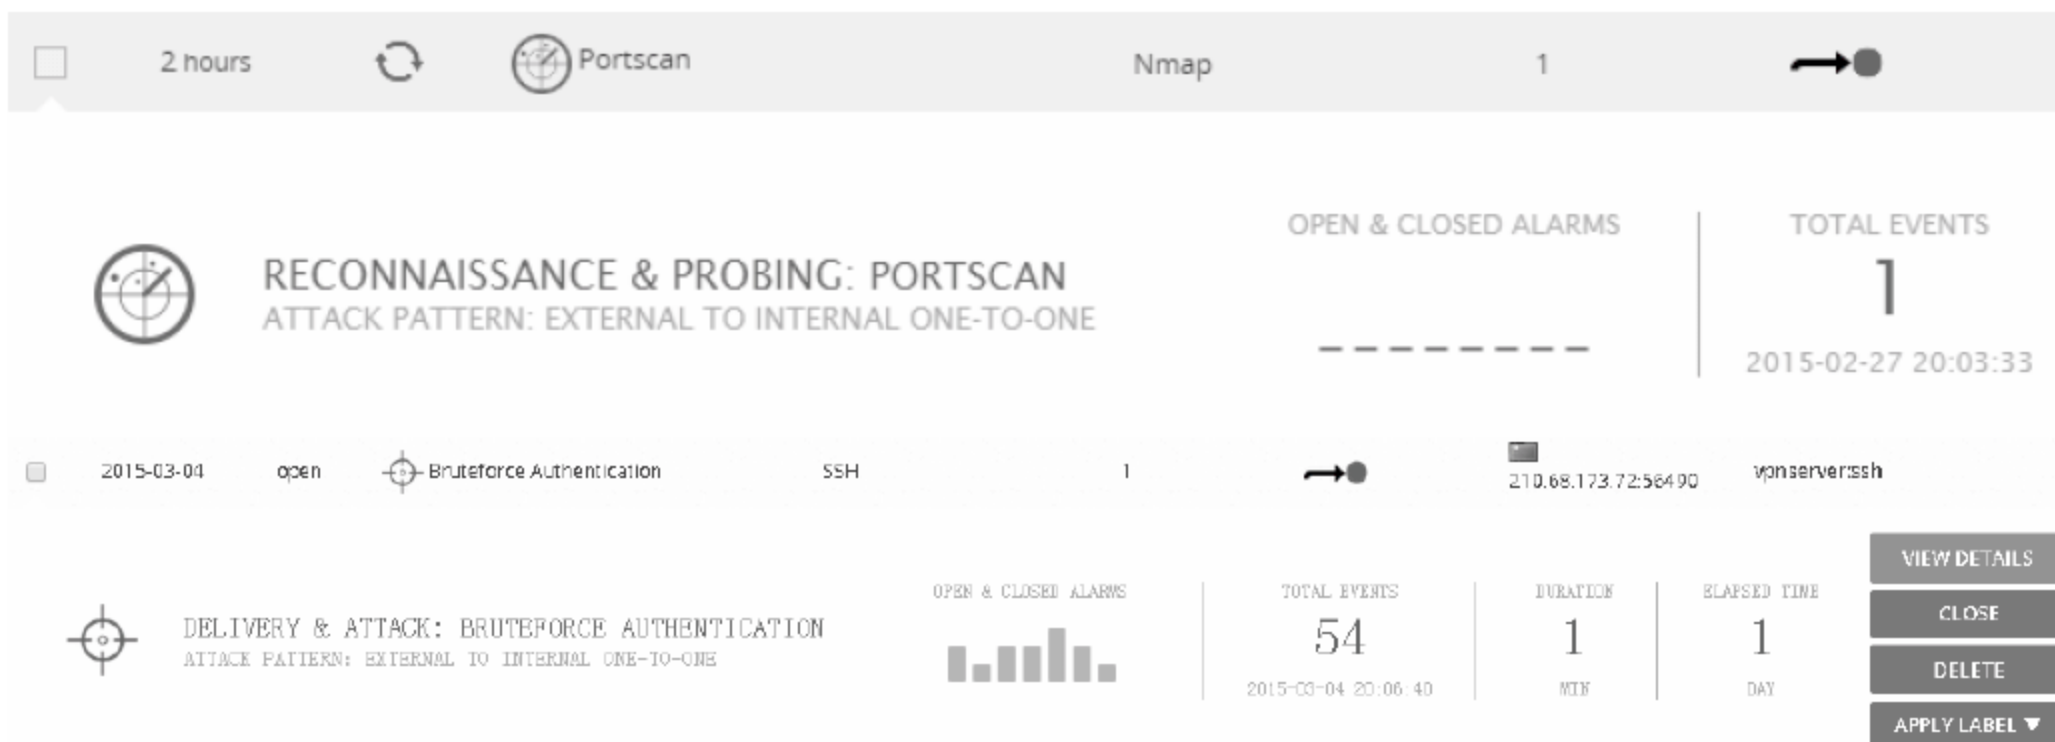 2 hours Portscan Nmap 1
OPEN & CLOSED ALARMS TOTAL EVENTS
RECONNAISSANCE & PROBING: PORTSCAN 1
ATTACK PATTERN: EXTERNAL TO INTERNAL ONE-TO-ONE
2015-02-27 20:03:33
2015-03-04 open Bruteforce Authentication SSH 1 210.68.173.72:56490 vpnserver:ssh
VIEW DETAILS
OPEN & CLOSED ALARMS TOTAL EVENTS DURATION ELAPSED TIME
CLOSE
DELIVERY & ATTACK: BRUTEFORCE AUTHENTICATION 54 1 1
ATTACK PATTERN: EXTERNAL TO INTERNAL ONE-TO-ONE
DELETE
2015-03-04 20:06:40 MIN DAY
APPLY LABEL ▼